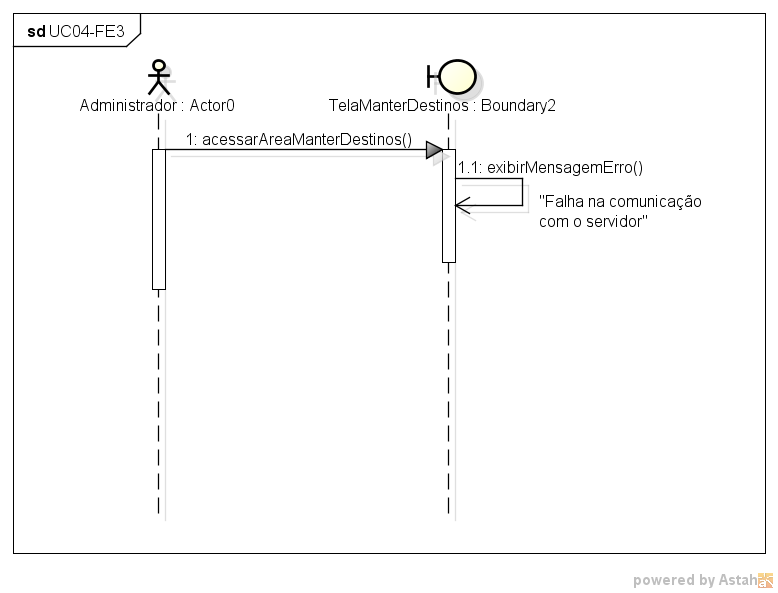 sd UC04-FE3
Administrador : Actor0
TelaManterDestinos : Boundary2
1: acessarAreaManterDestinos()
1.1: exibirMensagemErro()
"Falha na comunicação
com o servidor"
powered by Astah